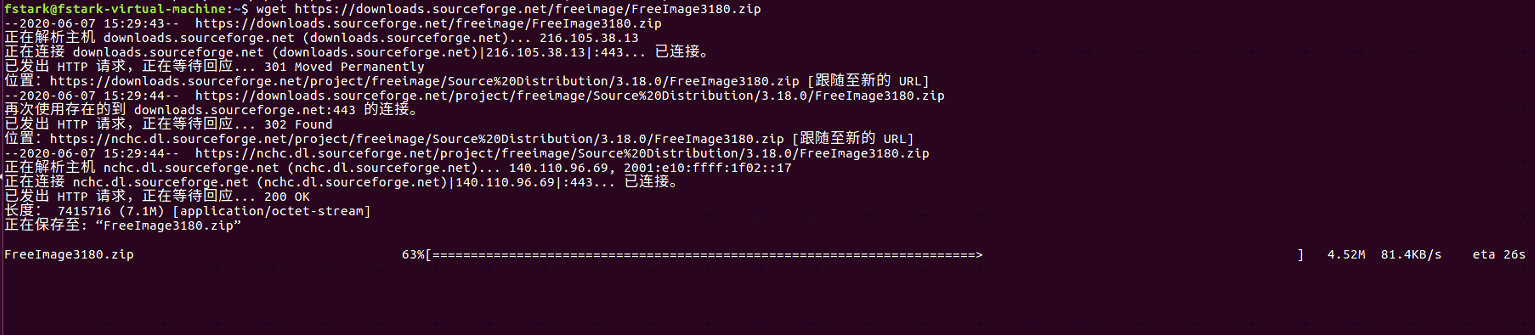 fstark@fstark-virtual-machine:~$ wget https://downloads.sourceforge.net/freeimage/FreeImage3180.zip
--2020-06-07 15:29:43--  https://downloads.sourceforge.net/freeimage/FreeImage3180.zip
正在解析主机 downloads.sourceforge.net (downloads.sourceforge.net)... 216.105.38.13
正在连接 downloads.sourceforge.net (downloads.sourceforge.net)|216.105.38.13|:443... 已连接。
已发出 HTTP 请求，正在等待回应... 301 Moved Permanently
位置：https://downloads.sourceforge.net/project/freeimage/Source%20Distribution/3.18.0/FreeImage3180.zip [跟随至新的 URL]
--2020-06-07 15:29:44--  https://downloads.sourceforge.net/project/freeimage/Source%20Distribution/3.18.0/FreeImage3180.zip
再次使用存在的到 downloads.sourceforge.net:443 的连接。
已发出 HTTP 请求，正在等待回应... 302 Found
位置：https://nchc.dl.sourceforge.net/project/freeimage/Source%20Distribution/3.18.0/FreeImage3180.zip [跟随至新的 URL]
--2020-06-07 15:29:44--  https://nchc.dl.sourceforge.net/project/freeimage/Source%20Distribution/3.18.0/FreeImage3180.zip
正在解析主机 nchc.dl.sourceforge.net (nchc.dl.sourceforge.net)... 140.110.96.69, 2001:e10:ffff:1f02::17
正在连接 nchc.dl.sourceforge.net (nchc.dl.sourceforge.net)|140.110.96.69|:443... 已连接。
已发出 HTTP 请求，正在等待回应... 200 OK
长度： 7415716 (7.1M) [application/octet-stream]
正在保存至: “FreeImage3180.zip”
FreeImage3180.zip 63%[=======================================================================> ] 4.52M 81.4KB/s eta 26s